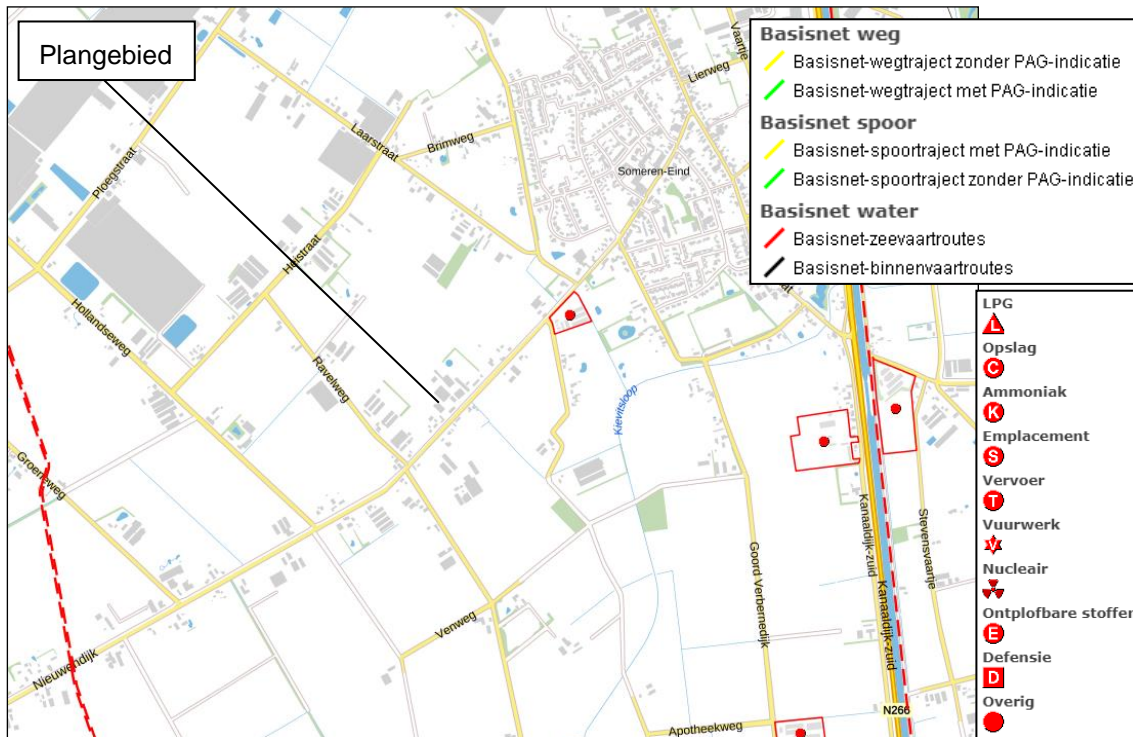 Plangebied
Vaartje
Lierweg
Laarstraat
Brimweg
Someren-Eind
Ploegstraat
Heistraat
Hollandseweg
Ravelweg
Kievitsloop
Groeneweg
Kanaaldijk-zuid
Kanaaldijk-zuid
Stevensvaartje
Goord Verbernedijk
Venweg
Nieuwendijk
Apotheekweg
N266
Basisnet weg
Basisnet-wegtraject zonder PAG-indicatie
Basisnet-wegtraject met PAG-indicatie
Basisnet spoor
Basisnet-spoortraject met PAG-indicatie
Basisnet-spoortraject zonder PAG-indicatie
Basisnet water
Basisnet-zeevaartroutes
Basisnet-binnenvaartroutes
LPG
L
Opslag
C
Ammoniak
K
Emplacement
S
Vervoer
T
Vuurwerk
V
Nucleair
Ontplofbare stoffen
E
Defensie
D
Overig